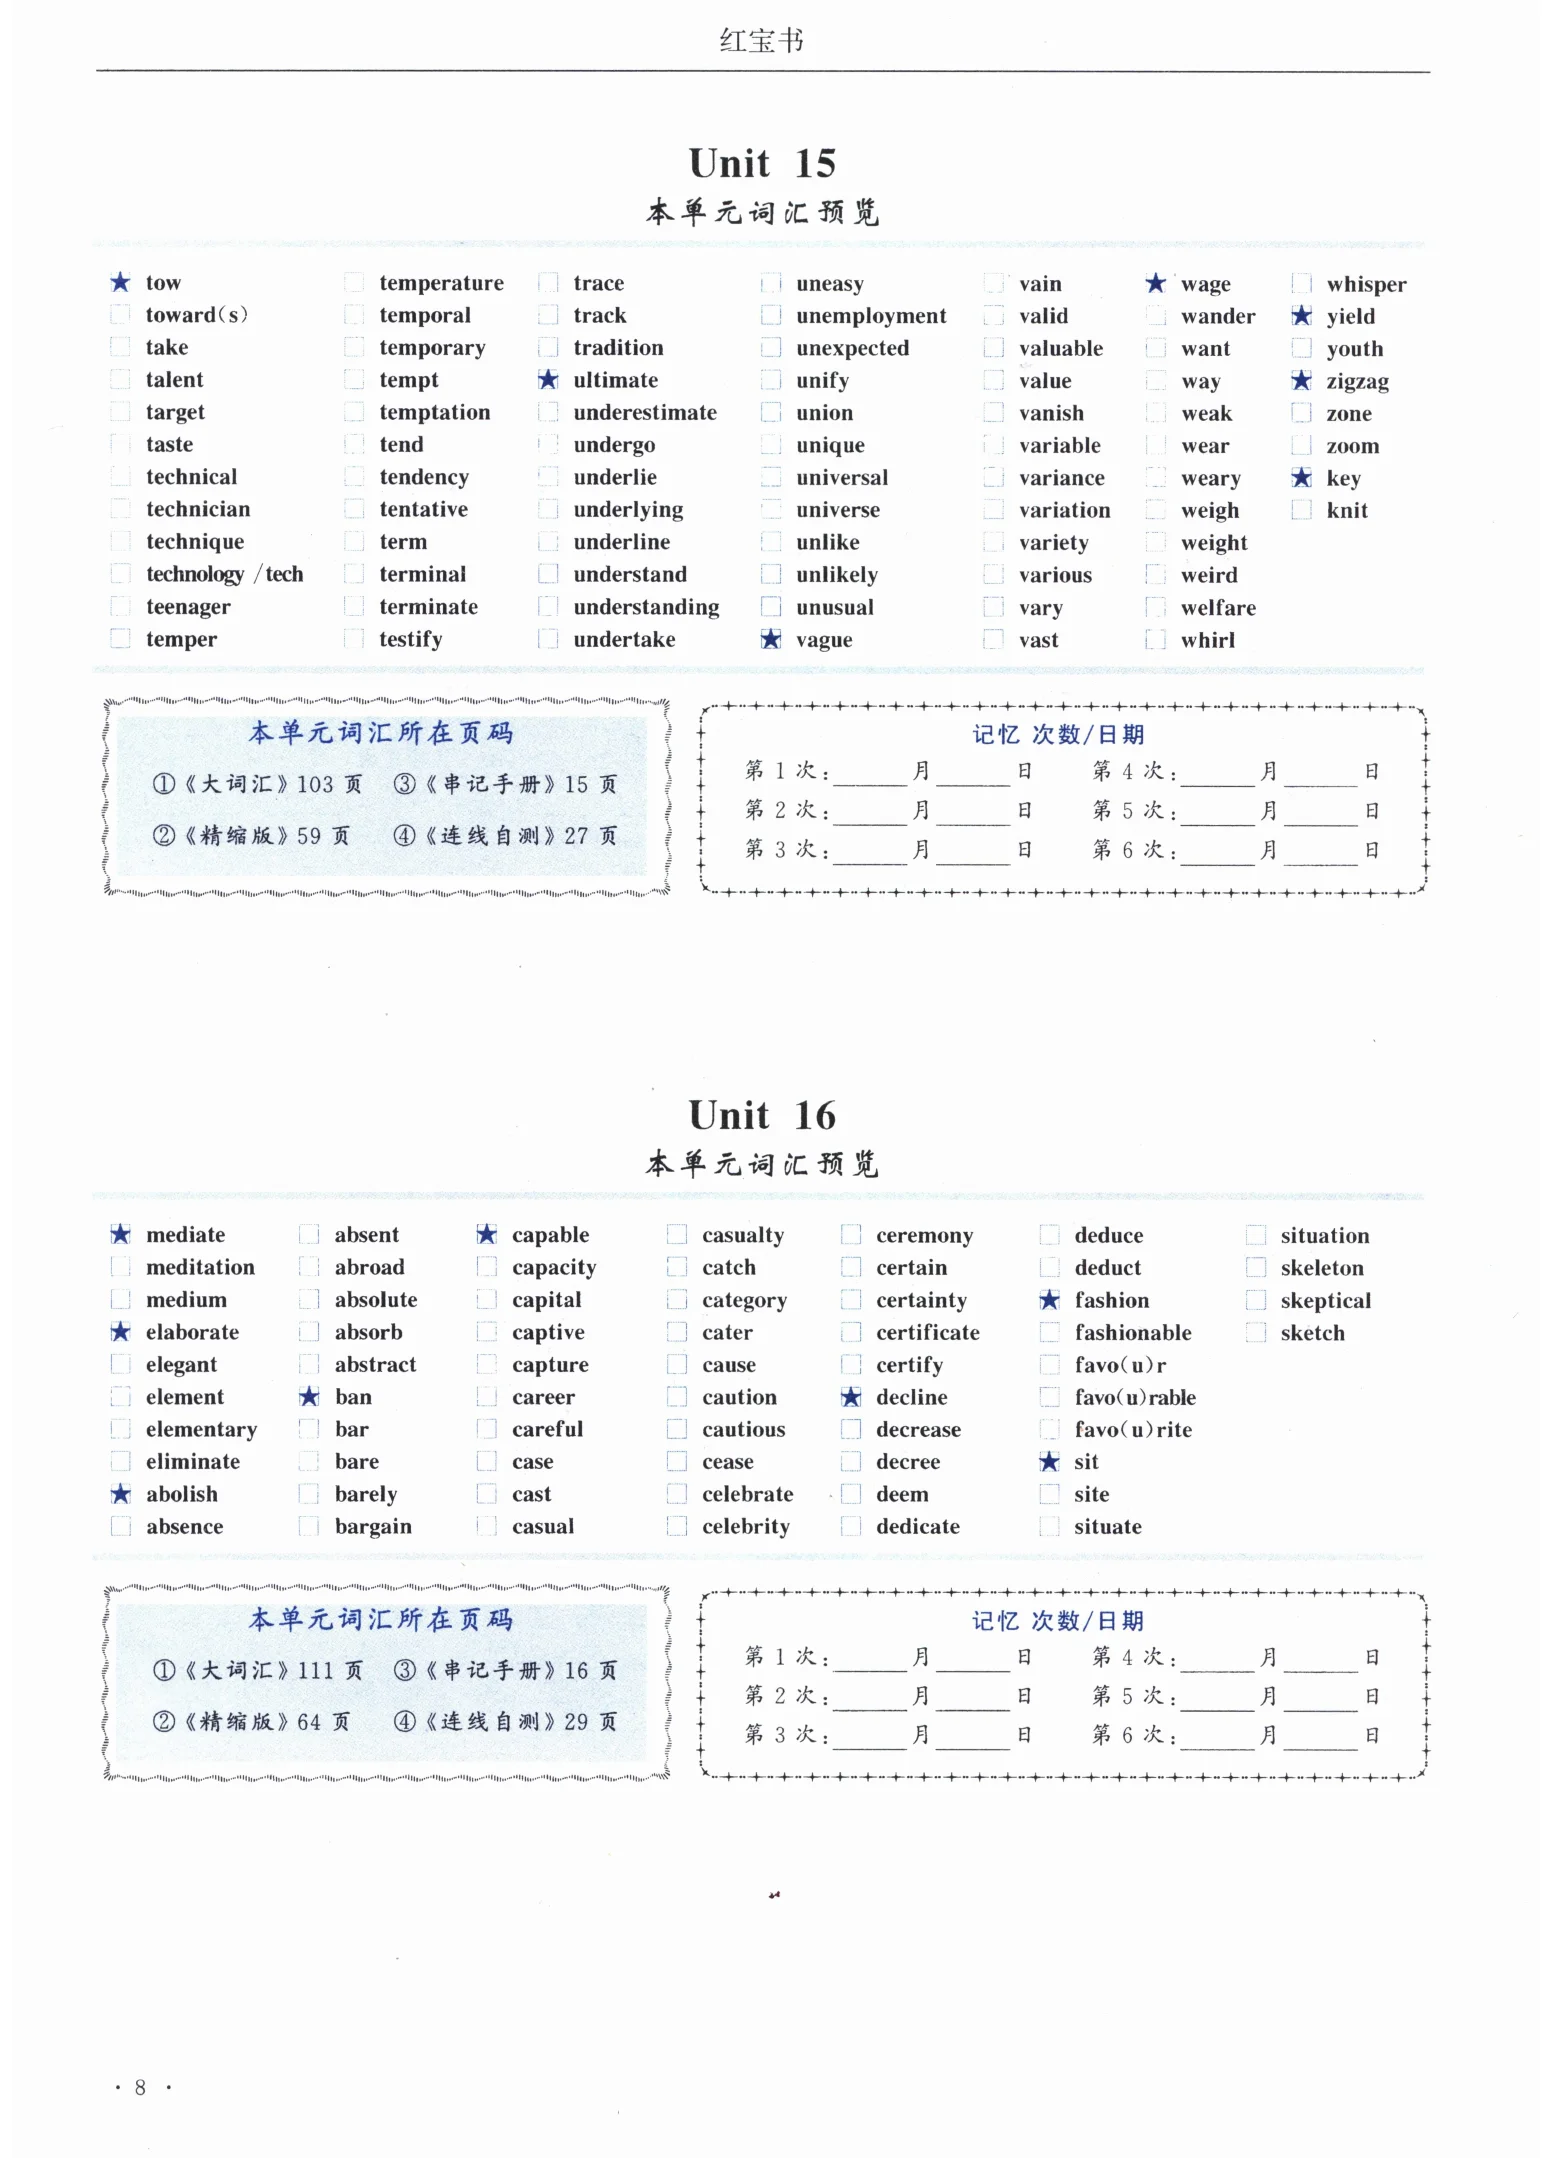 红宝书
Unit 15
本单元词汇预览
★ tow temperature trace uneasy vain ★ wage whisper
toward(s) temporal track unemployment valid wander ★ yield
take temporary tradition unexpected valuable want youth
talent tempt ★ ultimate unify value way ★ zigzag
target temptation underestimate union vanish weak zone
taste tend undergo unique variable wear zoom
technical tendency underlie universal variance weary ★ key
technician tentative underlying universe variation weigh knit
technique term underline unlike variety weight
technology /tech terminal understand unlikely various weird
teenager terminate understanding unusual vary welfare
temper testify undertake ★ vague vast whirl
本单元词汇所在页码
①《大词汇》103 页 ③《串记手册》15 页
②《精缩版》59 页 ④《连线自测》27 页
记忆 次数/日期
第 1 次:______月______日 第 4 次:______月______日
第 2 次:______月______日 第 5 次:______月______日
第 3 次:______月______日 第 6 次:______月______日
Unit 16
本单元词汇预览
★ mediate absent ★ capable casualty ceremony deduce situation
meditation abroad capacity catch certain deduct skeleton
medium absolute capital category certainty ★ fashion skeptical
★ elaborate absorb captive cater certificate fashionable sketch
elegant abstract capture cause certify favo(u)r
element ★ ban career caution ★ decline favo(u)rable
elementary bar careful cautious decrease favo(u)rite
eliminate bare case cease decree ★ sit
★ abolish barely cast celebrate deem site
absence bargain casual celebrity dedicate situate
本单元词汇所在页码
①《大词汇》111 页 ③《串记手册》16 页
②《精缩版》64 页 ④《连线自测》29 页
记忆 次数/日期
第 1 次:______月______日 第 4 次:______月______日
第 2 次:______月______日 第 5 次:______月______日
第 3 次:______月______日 第 6 次:______月______日
· 8 ·